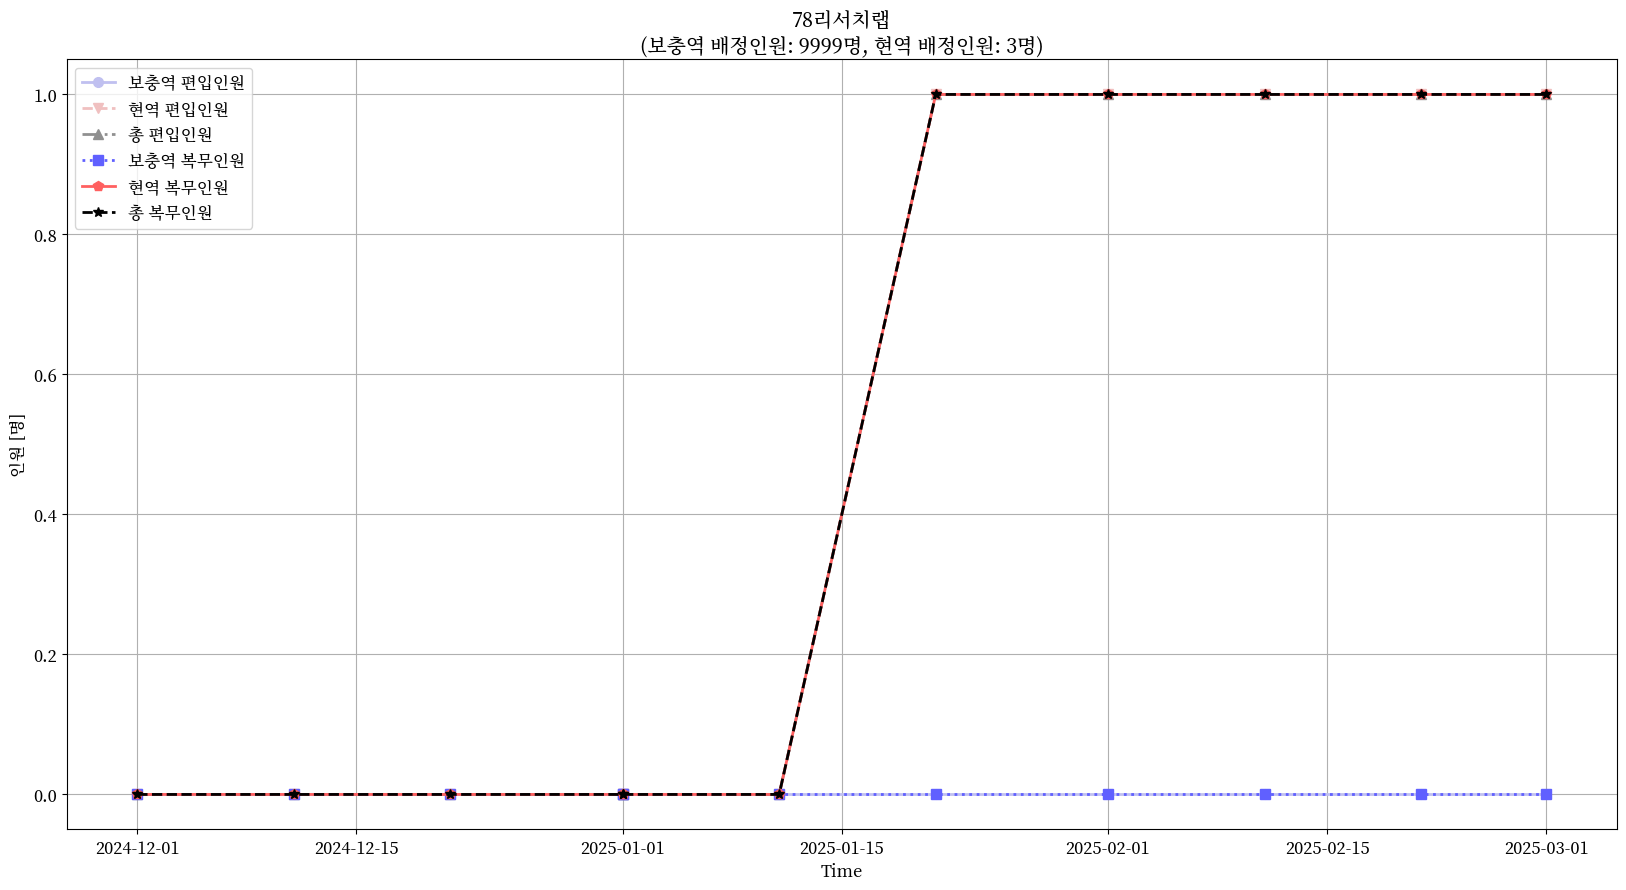 78리서치랩
(보충역 배정인원: 9999명, 현역 배정인원: 3명)
보충역 편입인원
현역 편입인원
총 편입인원
보충역 복무인원
현역 복무인원
총 복무인원
1.0
0.8
0.6
0.4
0.2
0.0
인원 [명]
2024-12-01
2024-12-15
2025-01-01
2025-01-15
2025-02-01
2025-02-15
2025-03-01
Time